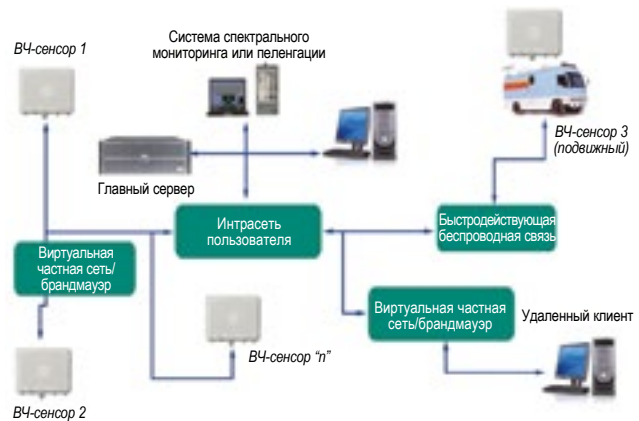 ВЧ-сенсор 1
Система спектрального
мониторинга или пеленгации
ВЧ-сенсор 3
(подвижный)
Главный сервер
Интрасеть
пользователя
Быстродействующая
беспроводная связь
Виртуальная
частная сеть/
брандмауэр
Виртуальная частная
сеть/брандмауэр
Удаленный клиент
ВЧ-сенсор "n"
ВЧ-сенсор 2